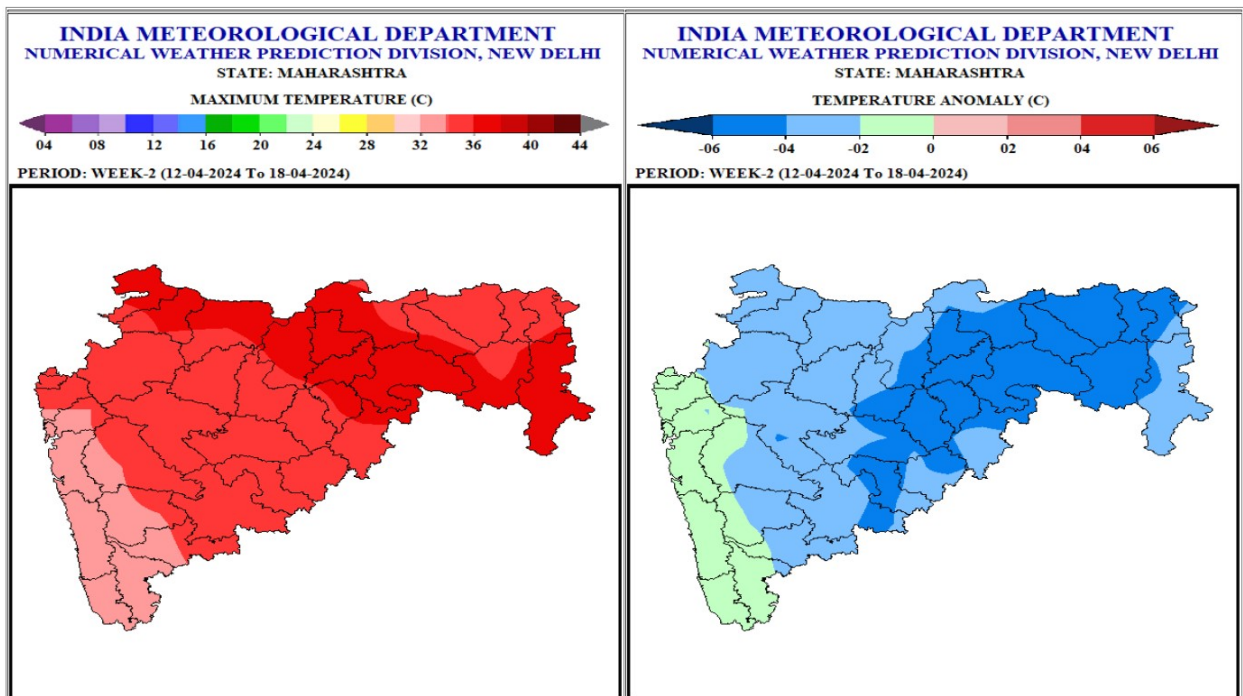 INDIA METEOROLOGICAL DEPARTMENT
NUMERICAL WEATHER PREDICTION DIVISION, NEW DELHI
STATE: MAHARASHTRA
MAXIMUM TEMPERATURE (C)
04 08 12 16 20 24 28 32 36 40 44
PERIOD: WEEK-2 (12-04-2024 To 18-04-2024)
INDIA METEOROLOGICAL DEPARTMENT
NUMERICAL WEATHER PREDICTION DIVISION, NEW DELHI
STATE: MAHARASHTRA
TEMPERATURE ANOMALY (C)
-06 -04 -02 0 02 04 06
PERIOD: WEEK-2 (12-04-2024 To 18-04-2024)